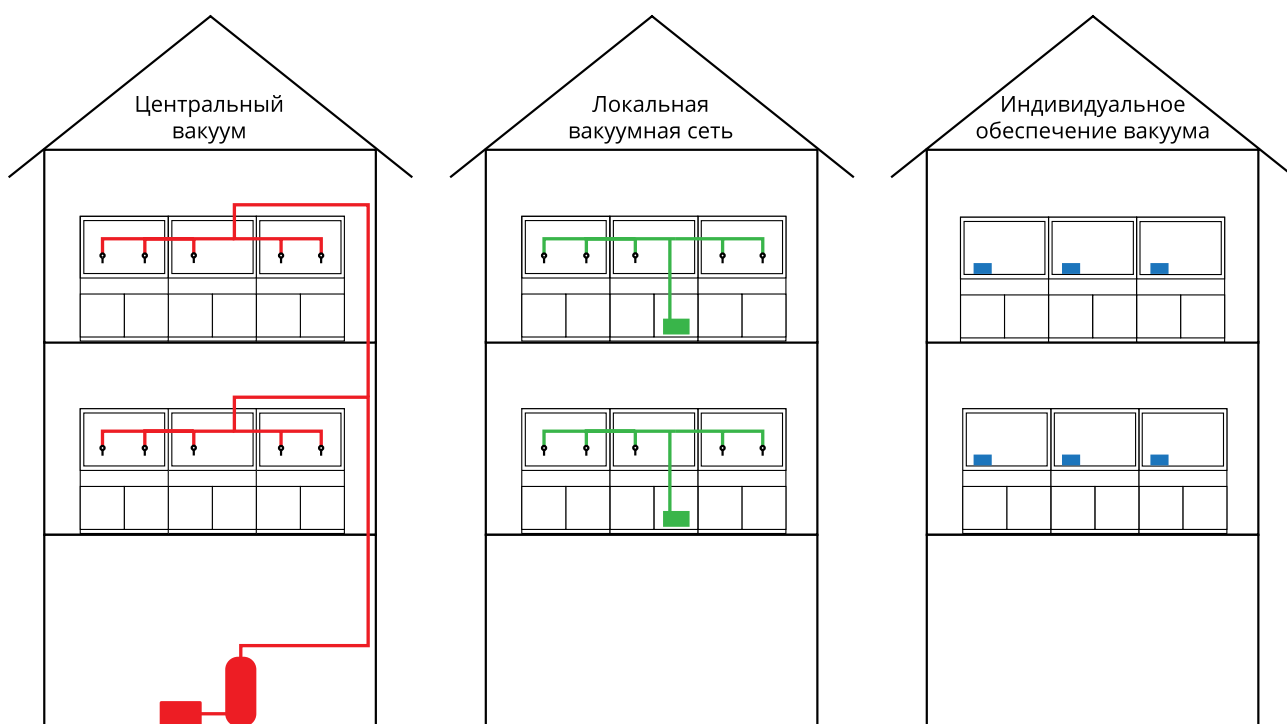 Центральный
вакуум
Локальная
вакуумная сеть
Индивидуальное
обеспечение вакуума